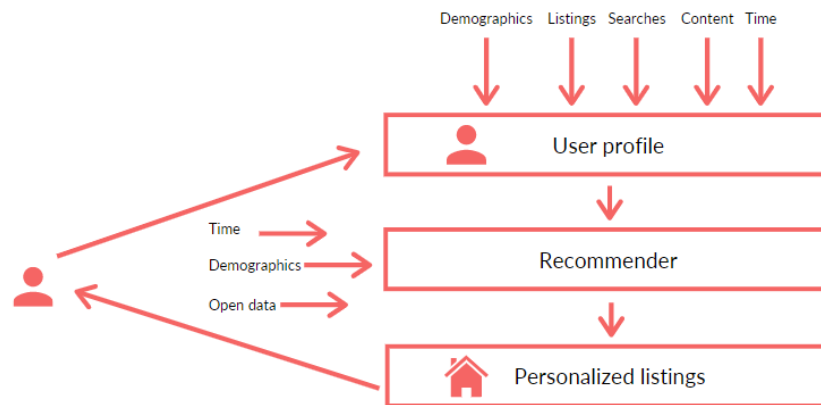 Demographics Listings Searches Content Time
User profile
Time
Demographics
Recommender
Open data
Personalized listings